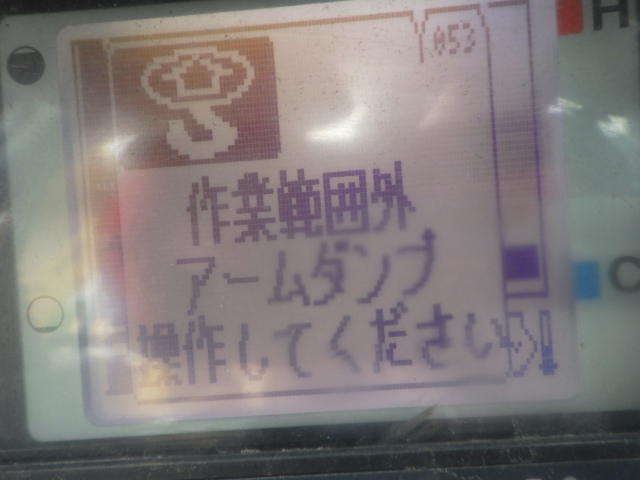 053
作業範囲外
アームダンプ
操作してください
H
C